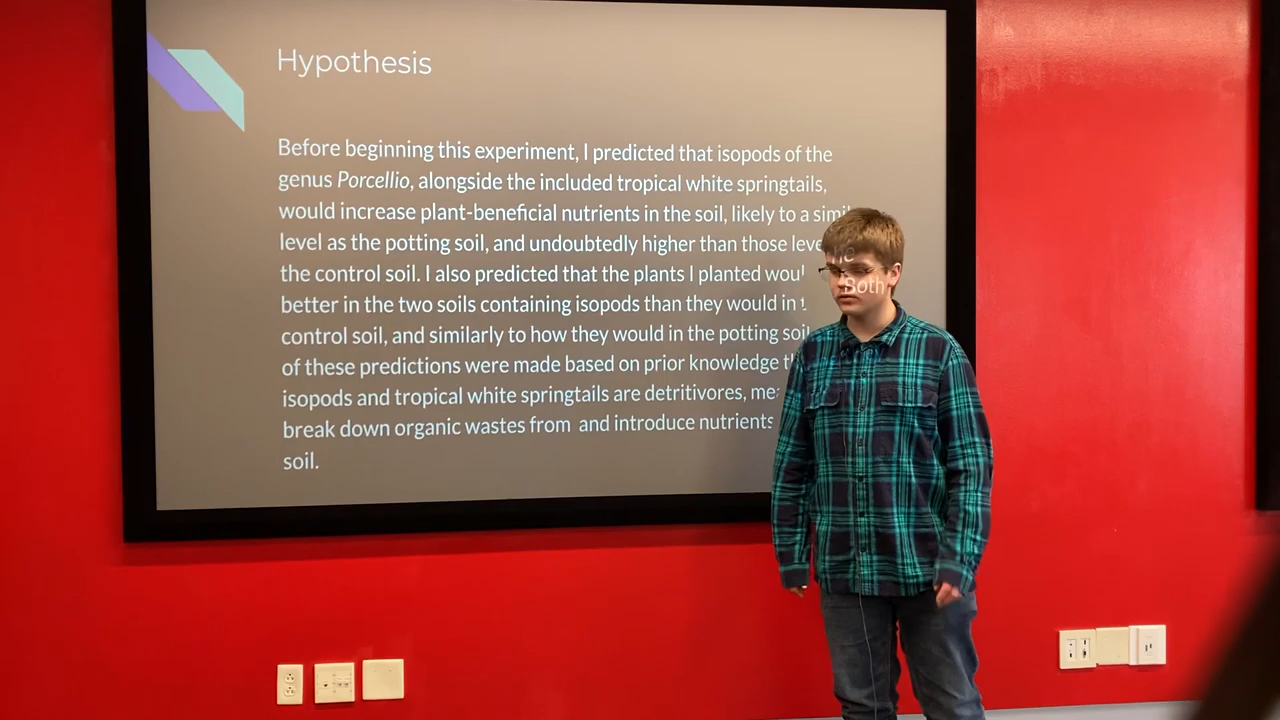 Hypothesis
Before beginning this experiment, I predicted that isopods of the
genus Porcellio, alongside the included tropical white springtails,
would increase plant-beneficial nutrients in the soil, likely to a
level as the potting soil, and undoubtedly higher than those
the control soil. I also predicted that the plants I planted
better in the two soils containing isopods than they would in
control soil, and similarly to how they would in the potting Both
of these predictions were made based on prior knowledge
isopods and tropical white springtails are detritivores,
break down organic wastes from and introduce nutrients
soil.